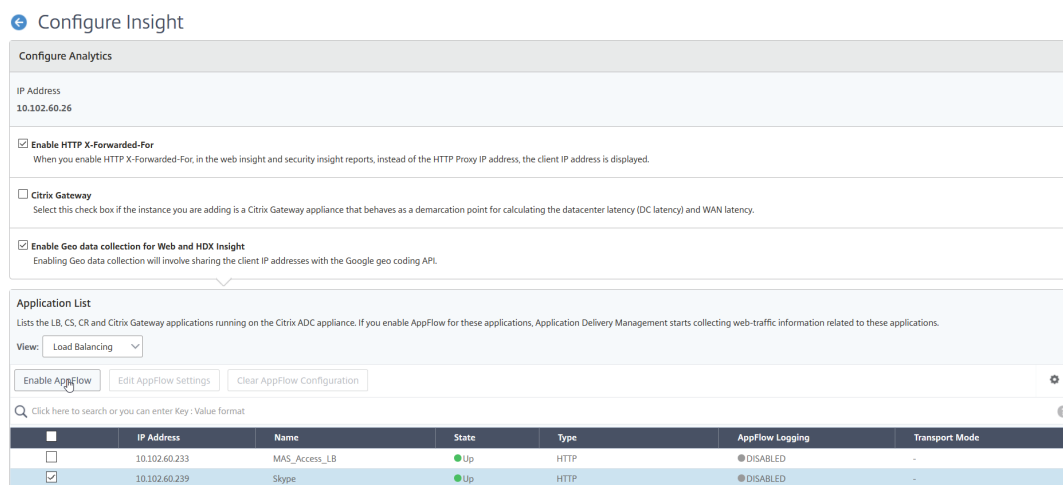 Configure Insight
Configure Analytics
IP Address
10.102.60.26
Enable HTTP X-Forwarded-For
When you enable HTTP X-Forwarded-For, in the web insight and security insight reports, instead of the HTTP Proxy IP address, the client IP address is displayed.
Citrix Gateway
Select this check box if the instance you are adding is a Citrix Gateway appliance that behaves as a demarcation point for calculating the datacenter latency (DC latency) and WAN latency.
Enable Geo data collection for Web and HDX Insight
Enabling Geo data collection will involve sharing the client IP addresses with the Google geo coding API.
Application List
Lists the LB, CS, CR and Citrix Gateway applications running on the Citrix ADC appliance. If you enable AppFlow for these applications, Application Delivery Management starts collecting web-traffic information related to these applications.
View: Load Balancing
Enable AppFlow Edit AppFlow Settings Clear AppFlow Configuration
Click here to search or you can enter Key : Value format
IP Address Name State Type AppFlow Logging Transport Mode
10.102.60.233 MAS_Access_LB Up HTTP DISABLED -
10.102.60.239 Skype Up HTTP DISABLED -